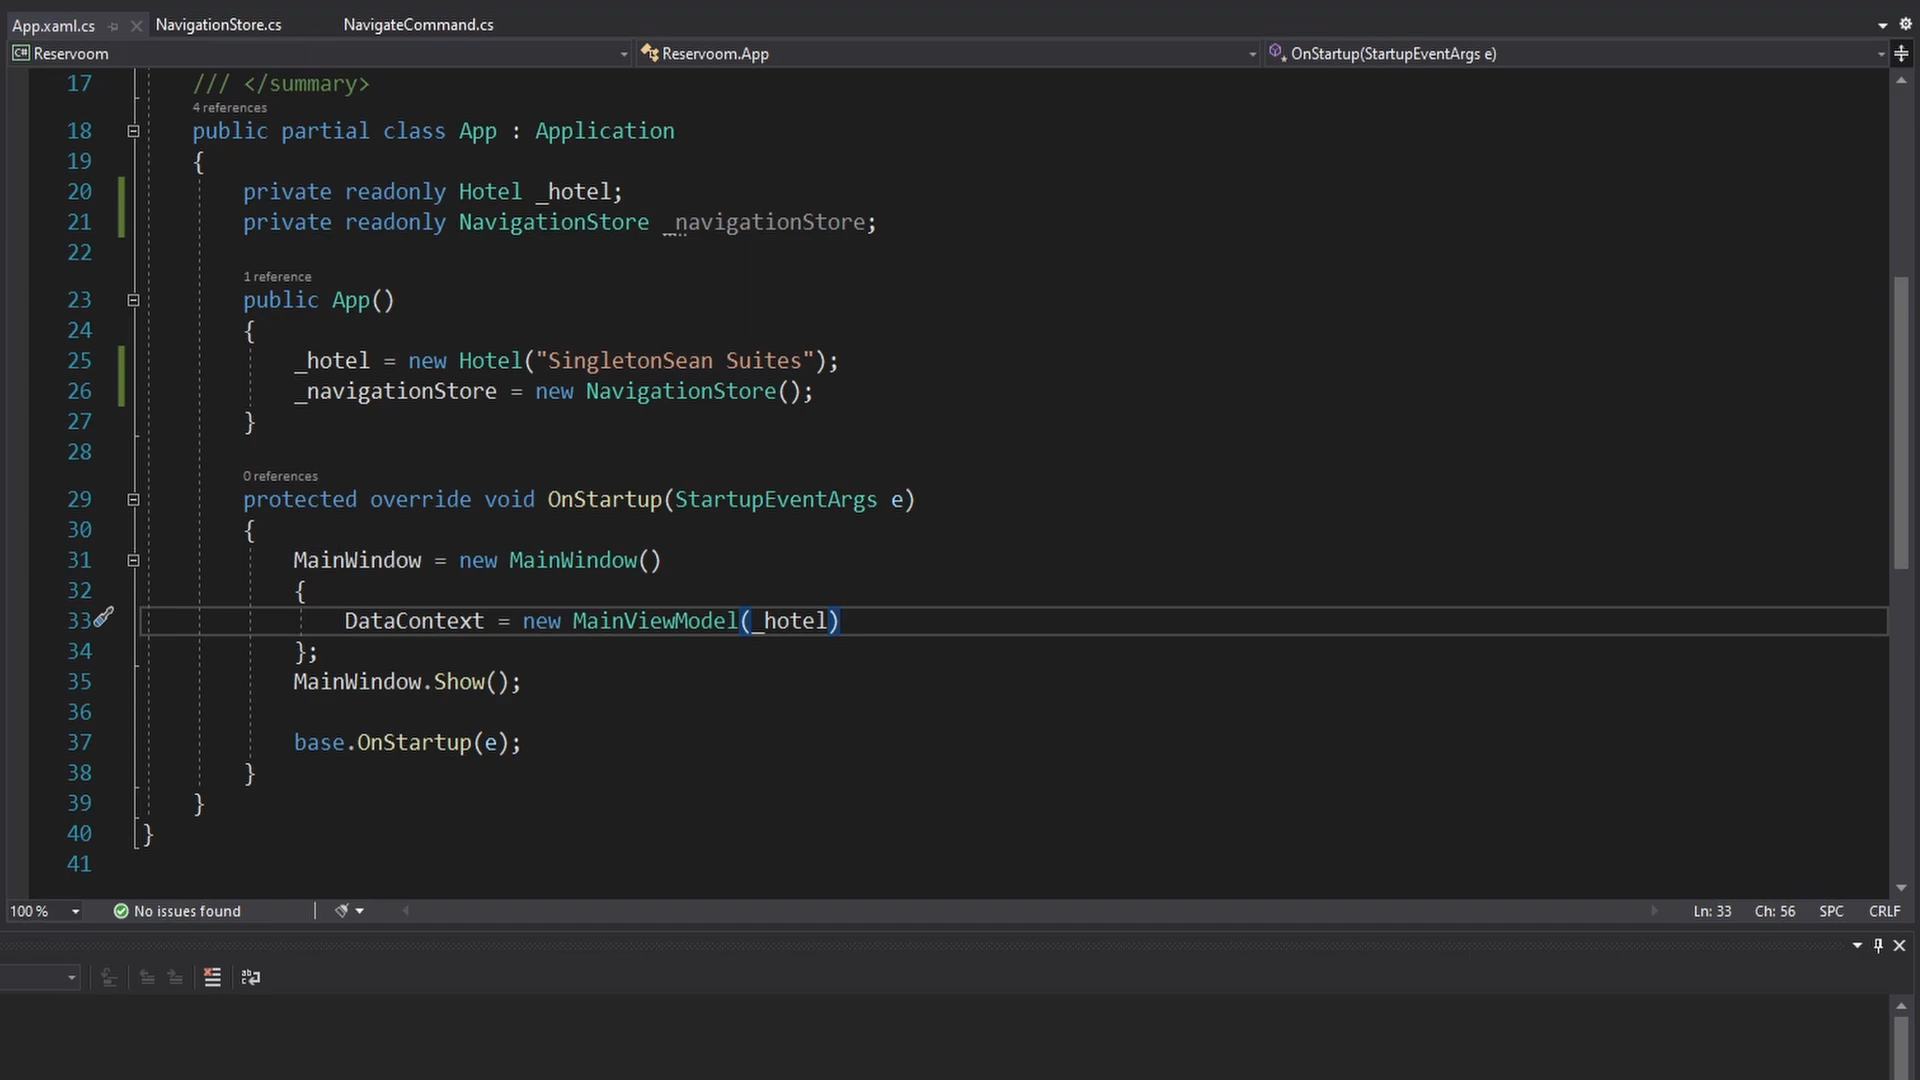 App.xaml.cs NavigationStore.cs NavigateCommand.cs
C# Reservoom Reservoom.App OnStartup(StartupEventArgs e)
17 /// </summary>
4 references
18 public partial class App : Application
19 {
20 private readonly Hotel _hotel;
21 private readonly NavigationStore _navigationStore;
22
1 reference
23 public App()
24 {
25 _hotel = new Hotel("SingletonSean Suites");
26 _navigationStore = new NavigationStore();
27 }
28
0 references
29 protected override void OnStartup(StartupEventArgs e)
30 {
31 MainWindow = new MainWindow()
32 {
33 DataContext = new MainViewModel(_hotel)
34 };
35 MainWindow.Show();
36
37 base.OnStartup(e);
38 }
39 }
40 }
41
100 % No issues found Ln: 33 Ch: 56 SPC CRLF